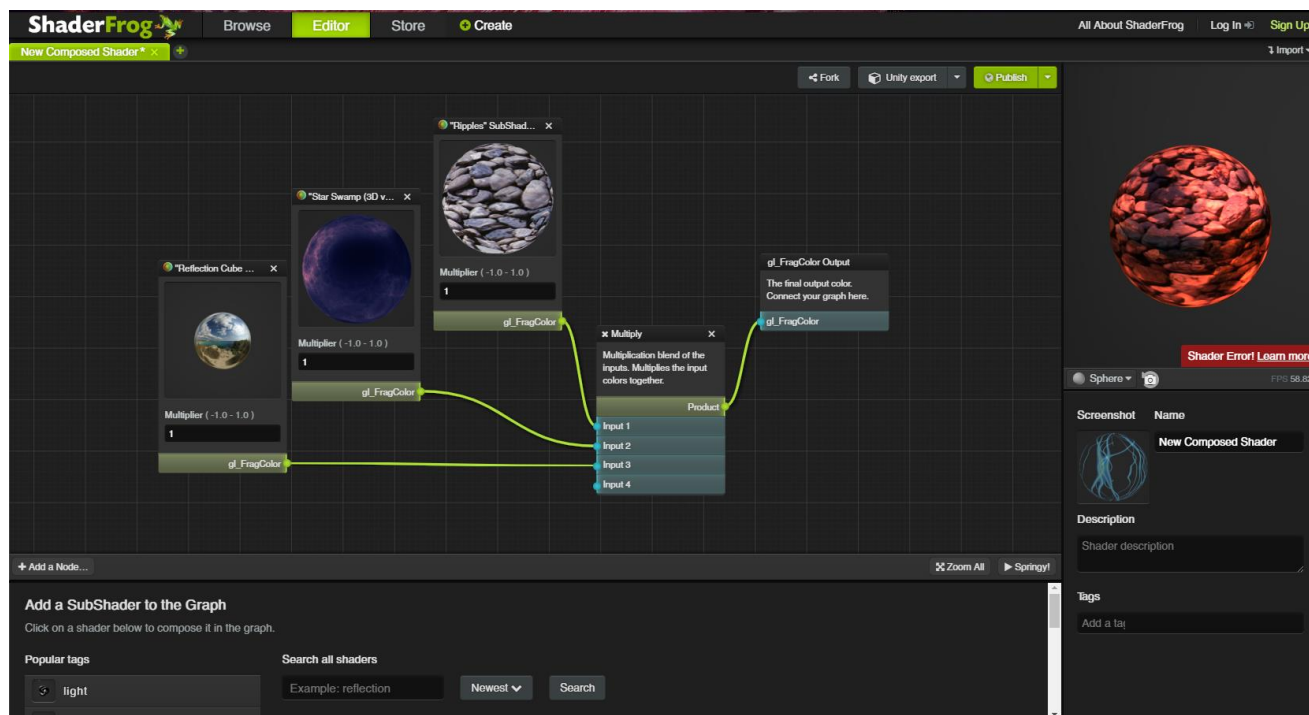 ShaderFrog Browse Editor Store Create All About ShaderFrog Log In Sign Up
New Composed Shader* × + Import
Fork Unity export Publish
"Ripples" SubShad... ×
Multiplier ( -1.0 - 1.0 )
1
gl_FragColor
"Star Swamp (3D v... ×
Multiplier ( -1.0 - 1.0 )
1
gl_FragColor
"Reflection Cube ... ×
Multiplier ( -1.0 - 1.0 )
1
gl_FragColor
× Multiply ×
Multiplication blend of the
inputs. Multiplies the input
colors together.
Product
Input 1
Input 2
Input 3
Input 4
gl_FragColor Output
The final output color.
Connect your graph here.
gl_FragColor
Shader Error! Learn more
Sphere FPS 58.82
Screenshot Name
New Composed Shader
Description
Shader description
Tags
Add a tag
+ Add a Node... Zoom All Springy!
Add a SubShader to the Graph
Click on a shader below to compose it in the graph.
Popular tags Search all shaders
light Example: reflection Newest Search